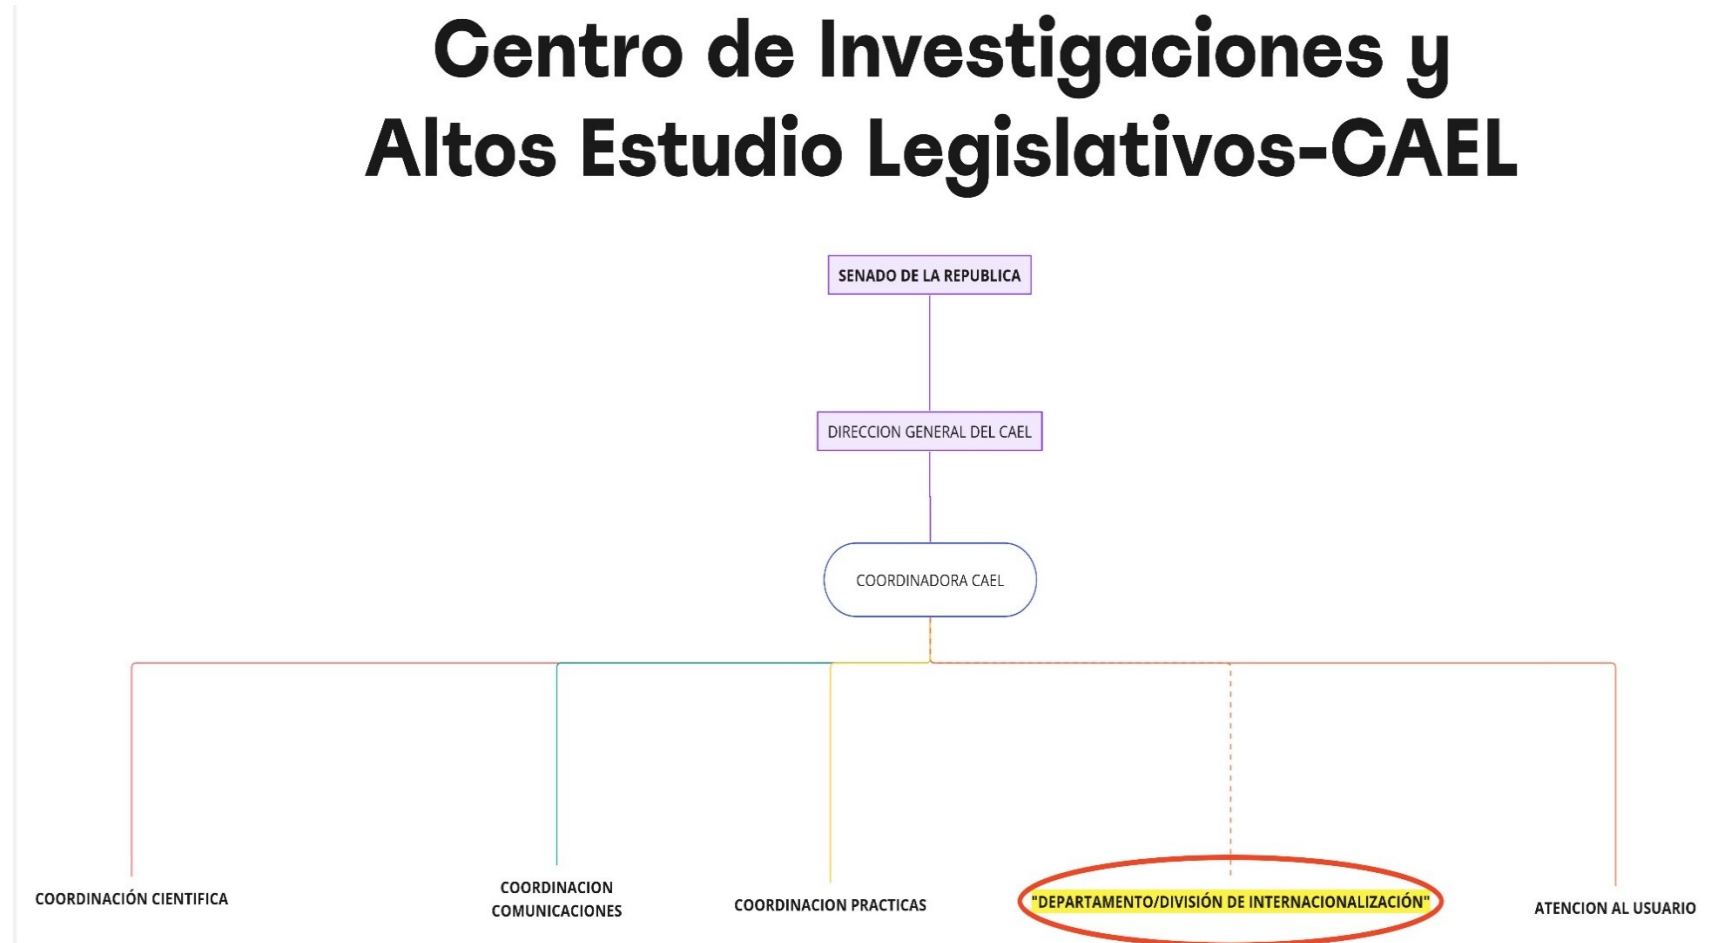 Centro de Investigaciones y
Altos Estudio Legislativos-CAEL
SENADO DE LA REPUBLICA
DIRECCION GENERAL DEL CAEL
COORDINADORA CAEL
COORDINACIÓN CIENTIFICA
COORDINACION
COMUNICACIONES
COORDINACION PRACTICAS
"DEPARTAMENTO/DIVISIÓN DE INTERNACIONALIZACIÓN"
ATENCION AL USUARIO